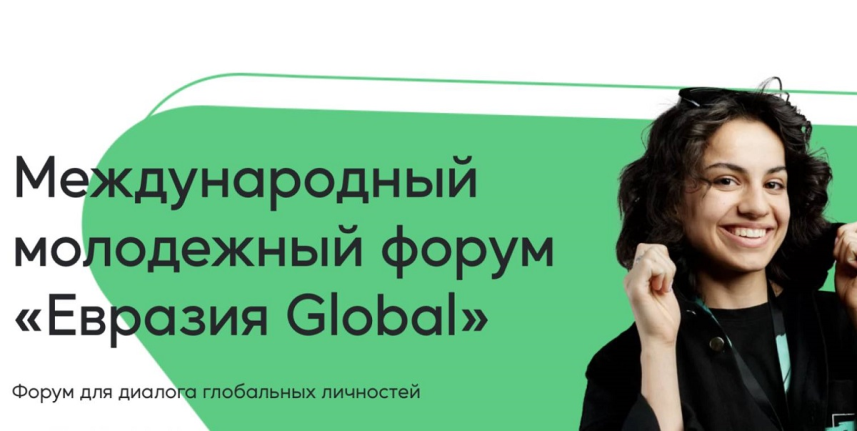 Международный
молодежный форум
«Евразия Global»
Форум для диалога глобальных личностей